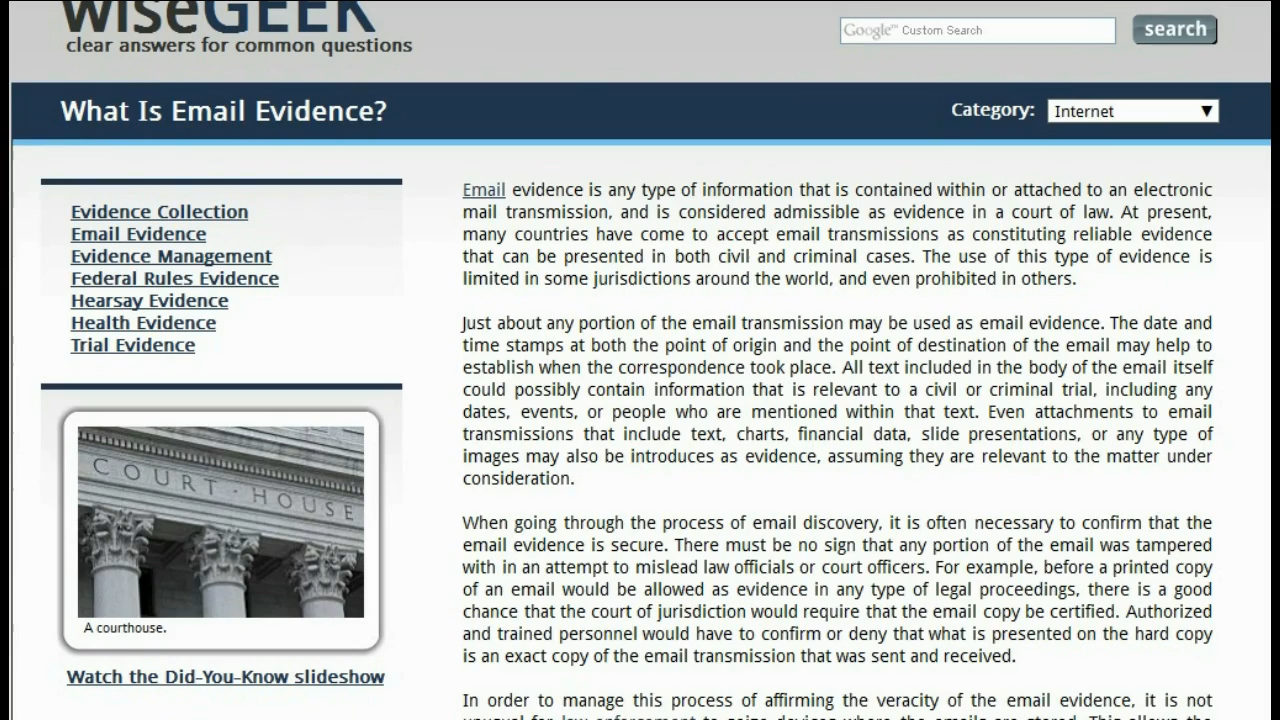 wiseGEEK
clear answers for common questions
Google™ Custom Search
search
What Is Email Evidence?
Category:
Internet
Evidence Collection
Email Evidence
Evidence Management
Federal Rules Evidence
Hearsay Evidence
Health Evidence
Trial Evidence
COURT · HOUSE
A courthouse.
Watch the Did-You-Know slideshow
Email evidence is any type of information that is contained within or attached to an electronic
mail transmission, and is considered admissible as evidence in a court of law. At present,
many countries have come to accept email transmissions as constituting reliable evidence
that can be presented in both civil and criminal cases. The use of this type of evidence is
limited in some jurisdictions around the world, and even prohibited in others.
Just about any portion of the email transmission may be used as email evidence. The date and
time stamps at both the point of origin and the point of destination of the email may help to
establish when the correspondence took place. All text included in the body of the email itself
could possibly contain information that is relevant to a civil or criminal trial, including any
dates, events, or people who are mentioned within that text. Even attachments to email
transmissions that include text, charts, financial data, slide presentations, or any type of
images may also be introduces as evidence, assuming they are relevant to the matter under
consideration.
When going through the process of email discovery, it is often necessary to confirm that the
email evidence is secure. There must be no sign that any portion of the email was tampered
with in an attempt to mislead law officials or court officers. For example, before a printed copy
of an email would be allowed as evidence in any type of legal proceedings, there is a good
chance that the court of jurisdiction would require that the email copy be certified. Authorized
and trained personnel would have to confirm or deny that what is presented on the hard copy
is an exact copy of the email transmission that was sent and received.
In order to manage this process of affirming the veracity of the email evidence, it is not
unusual for law enforcement to seize devices where the emails are stored. This allows the